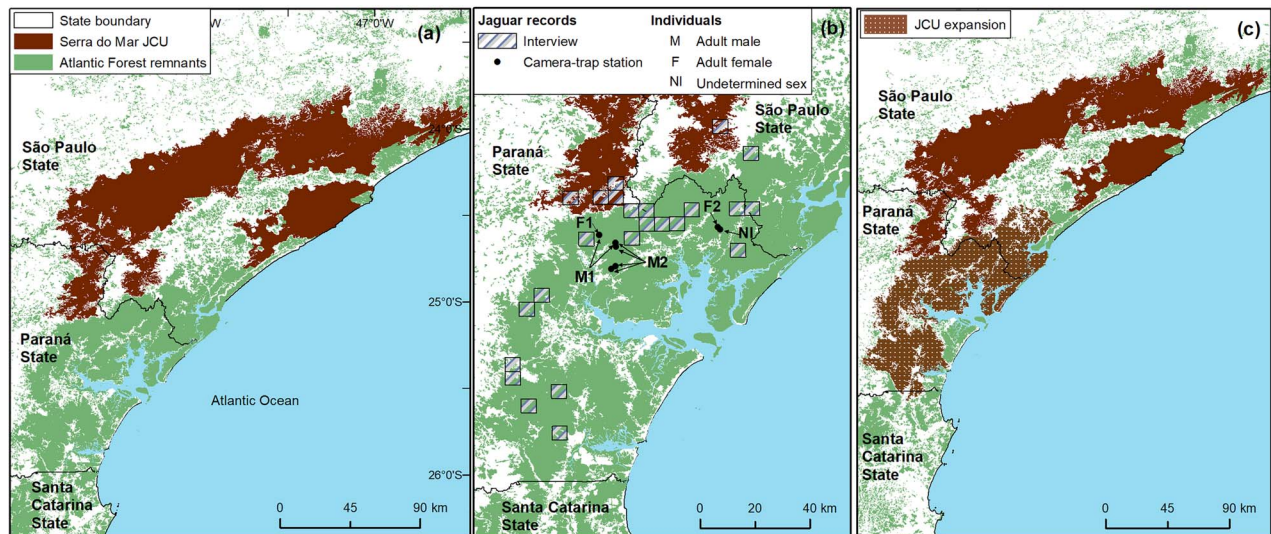 State boundary
Serra do Mar JCU
Atlantic Forest remnants
47°0'W
(a)
São Paulo
State
Paraná
State
Atlantic Ocean
Santa
Catarina
State
0 45 90 km
24°0'S
25°0'S
26°0'S
Jaguar records
Interview
Camera-trap station
Individuals
M Adult male
F Adult female
NI Undetermined sex
(b)
São Paulo
State
Paraná
State
F1
F2
NI
M1
M2
Santa Catarina
State
0 20 40 km
JCU expansion
(c)
São Paulo
State
Paraná
State
Santa
Catarina
State
0 45 90 km